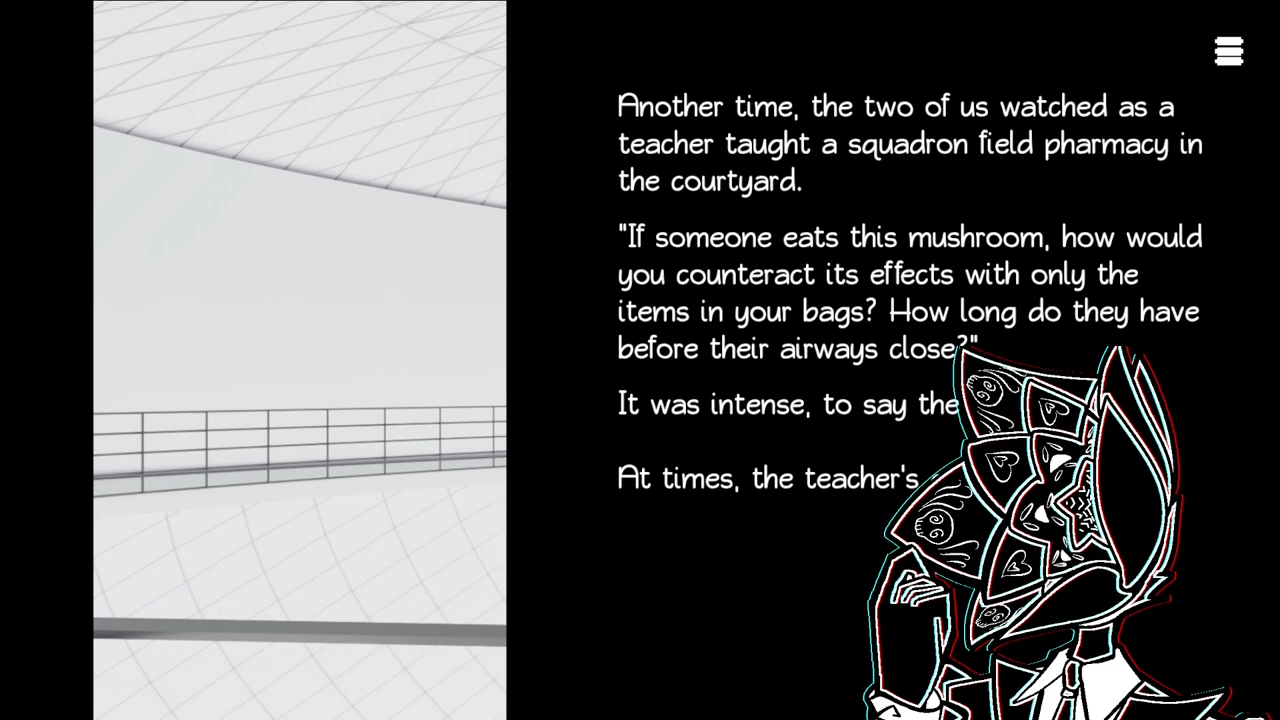 Another time, the two of us watched as a
teacher taught a squadron field pharmacy in
the courtyard.
"If someone eats this mushroom, how would
you counteract its effects with only the
items in your bags? How long do they have
before their airways close?"
It was intense, to say the
At times, the teacher's